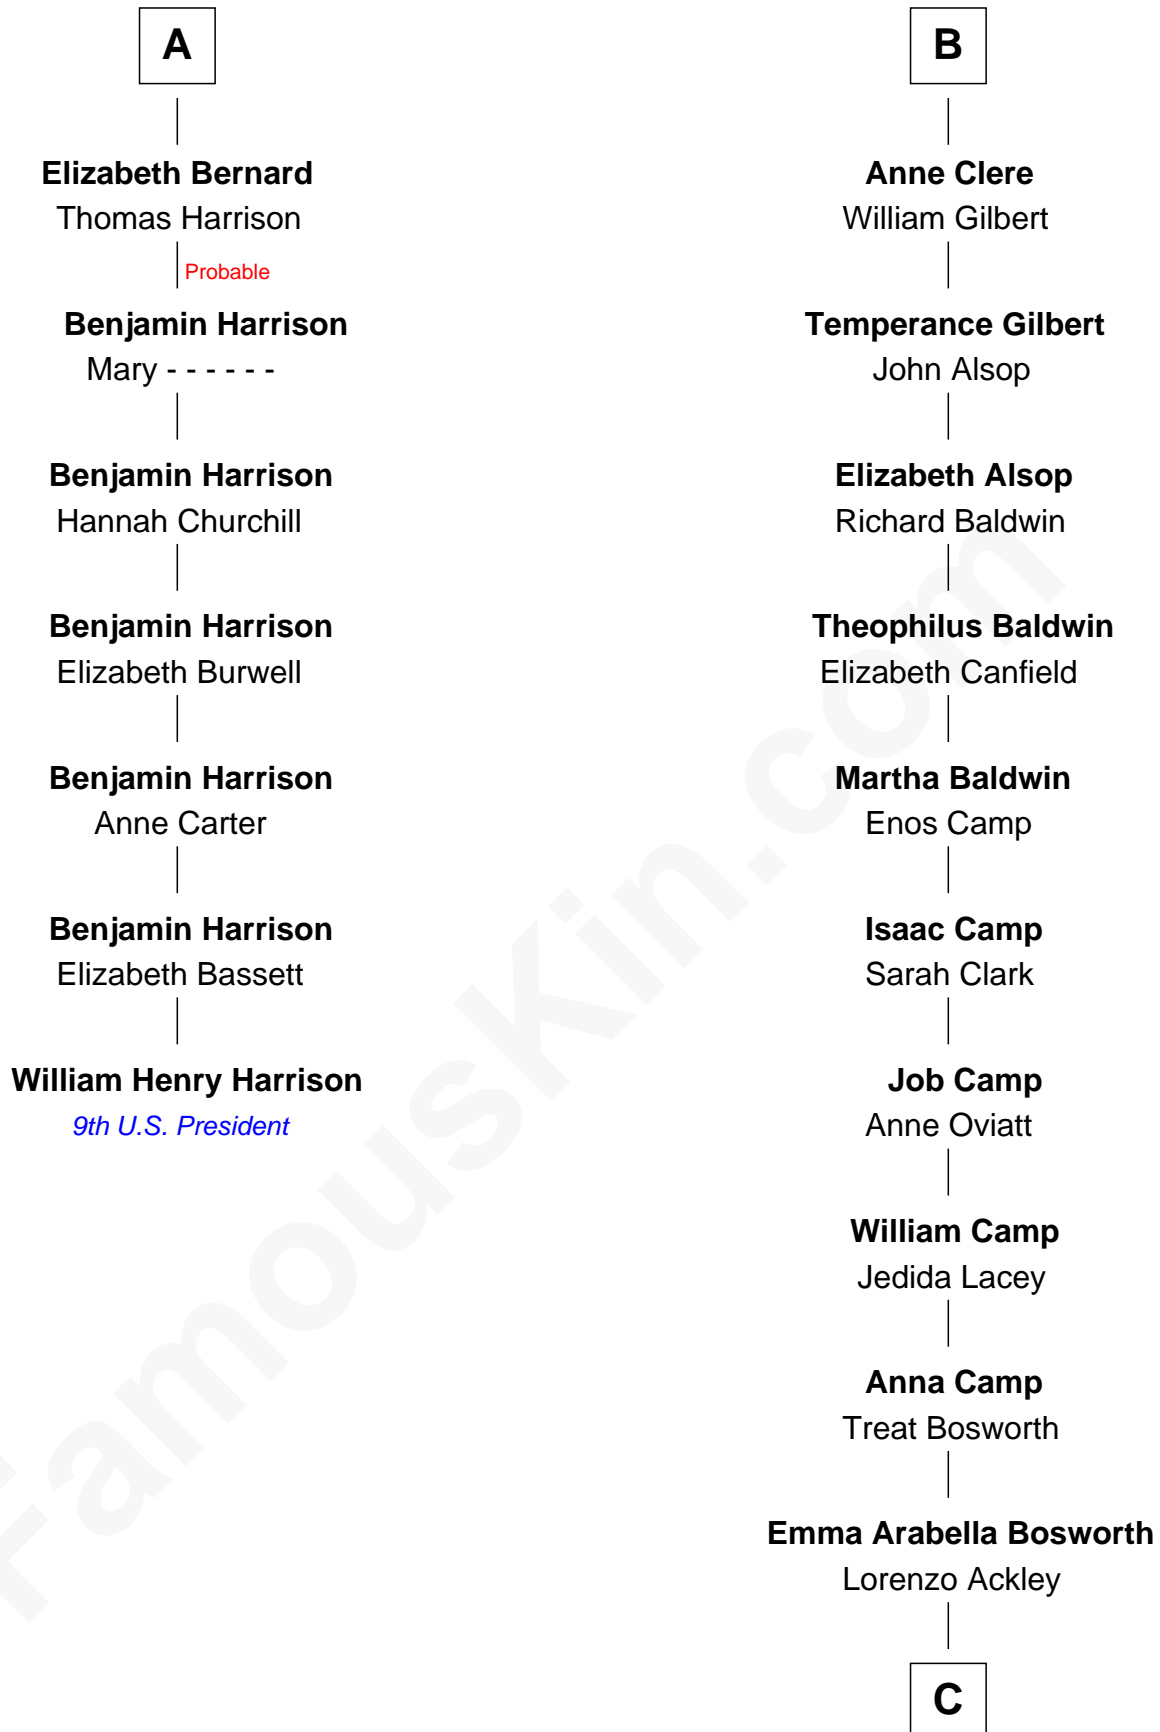 A
Elizabeth Bernard
Thomas Harrison
Probable
Benjamin Harrison
Mary - - - - - -
Benjamin Harrison
Hannah Churchill
Benjamin Harrison
Elizabeth Burwell
Benjamin Harrison
Anne Carter
Benjamin Harrison
Elizabeth Bassett
William Henry Harrison
9th U.S. President
B
Anne Clere
William Gilbert
Temperance Gilbert
John Alsop
Elizabeth Alsop
Richard Baldwin
Theophilus Baldwin
Elizabeth Canfield
Martha Baldwin
Enos Camp
Isaac Camp
Sarah Clark
Job Camp
Anne Oviatt
William Camp
Jedida Lacey
Anna Camp
Treat Bosworth
Emma Arabella Bosworth
Lorenzo Ackley
C
FamousKin.com